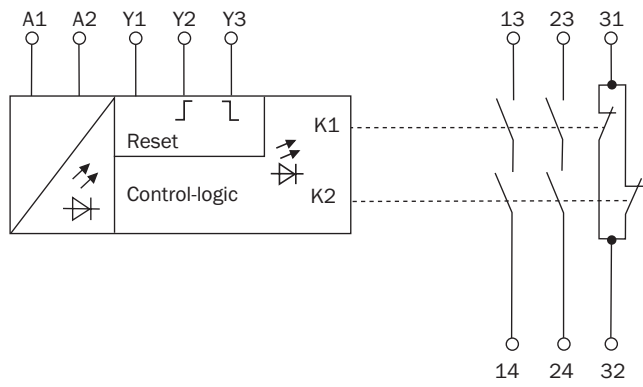 A1 A2 Y1 Y2 Y3 13 23 31
K1
Reset
Control-logic
K2
14 24 32